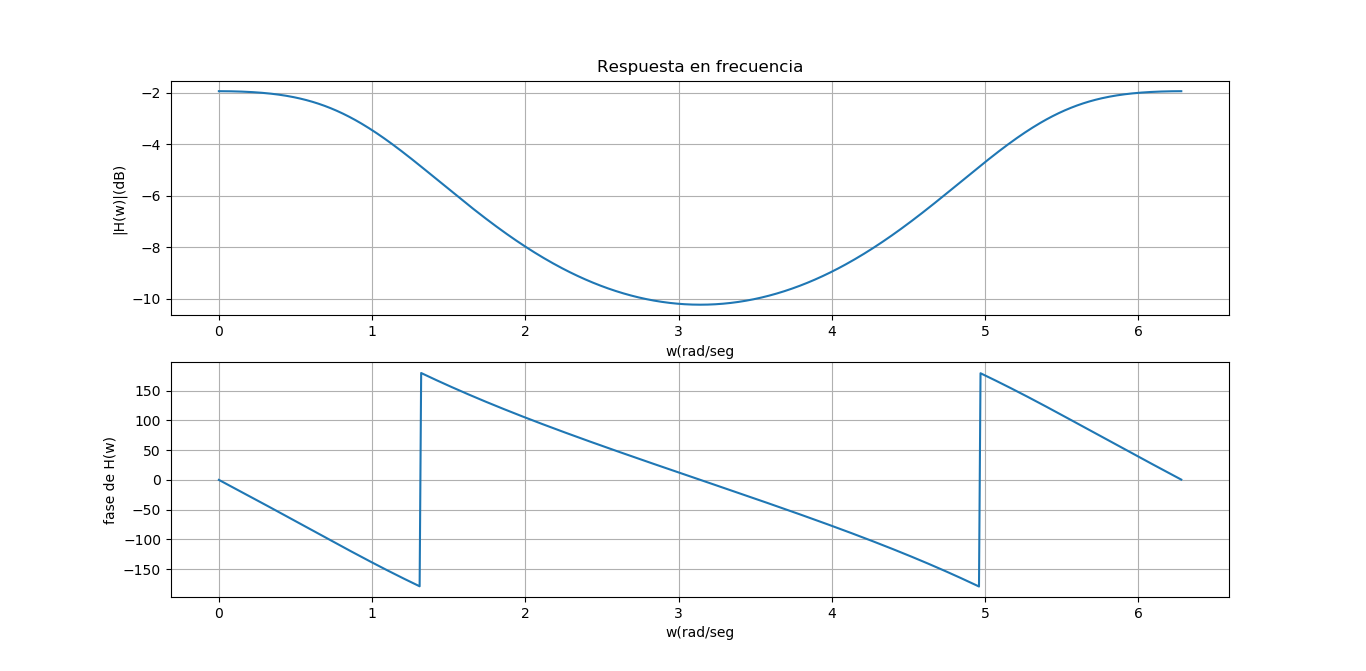 Respuesta en frecuencia
|H(w)|(dB)
−2
−4
−6
−8
−10
0 1 2 3 4 5 6
w(rad/seg
fase de H(w)
150
100
50
0
−50
−100
−150
0 1 2 3 4 5 6
w(rad/seg